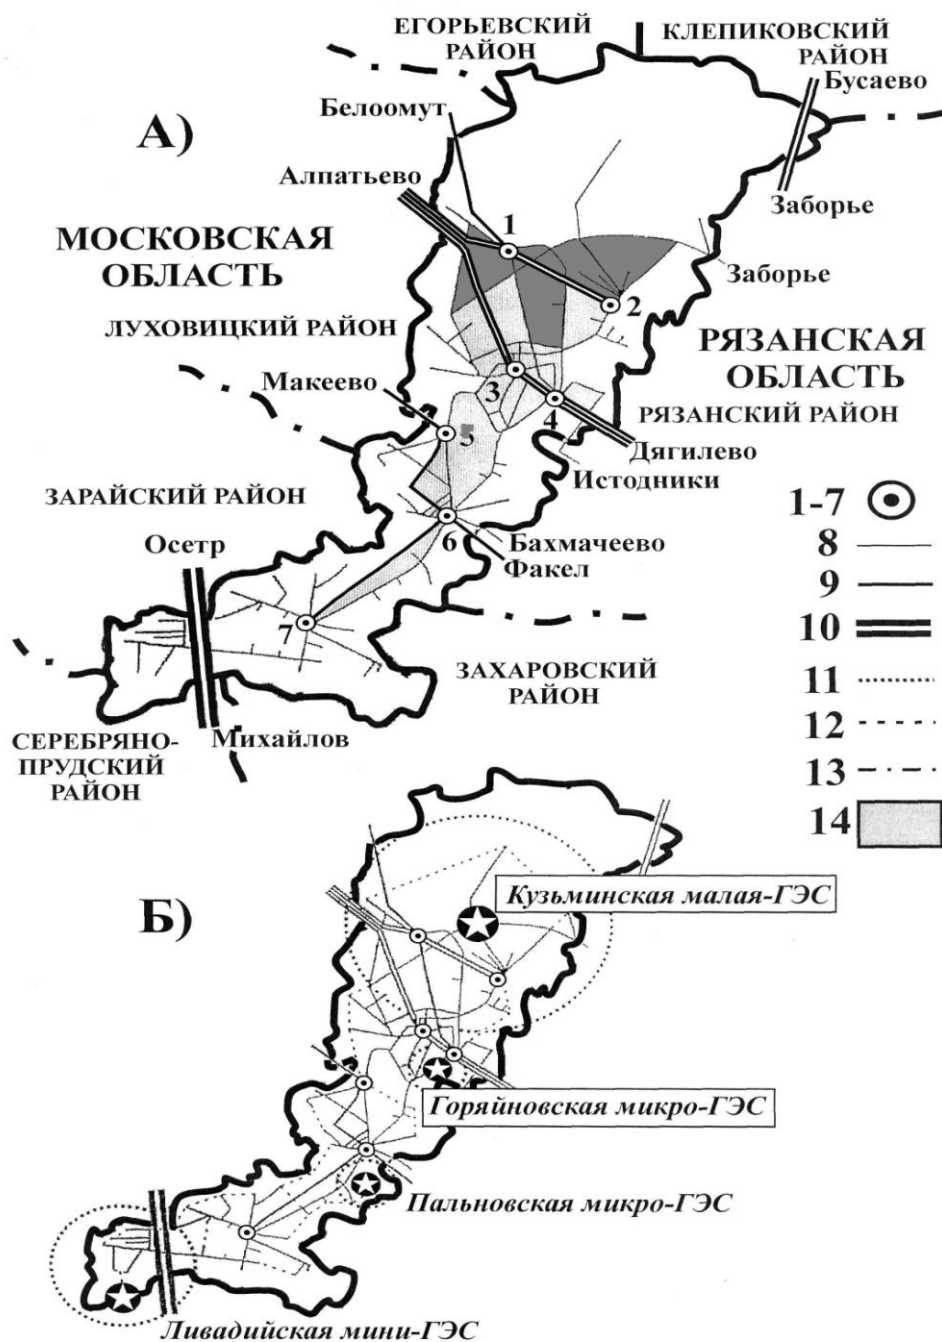 ЕГОРЬЕВСКИЙ
РАЙОН
КЛЕПИКОВСКИЙ
РАЙОН
Бусаево
Белоомут
А)
Алпатьево
Заборье
1
МОСКОВСКАЯ
ОБЛАСТЬ
Заборье
2
ЛУХОВИЦКИЙ РАЙОН
РЯЗАНСКАЯ
ОБЛАСТЬ
Макеево
3
4
РЯЗАНСКИЙ РАЙОН
5
Дягилево
Истодники
ЗАРАЙСКИЙ РАЙОН
1-7
Осетр
6
Бахмачеево
Факел
8
9
7
10
ЗАХАРОВСКИЙ
РАЙОН
11
СЕРЕБРЯНО-
ПРУДСКИЙ
РАЙОН
Михайлов
12
13
14
Кузьминская малая-ГЭС
Б)
Горяйновская микро-ГЭС
Пальновская микро-ГЭС
Ливадийская мини-ГЭС